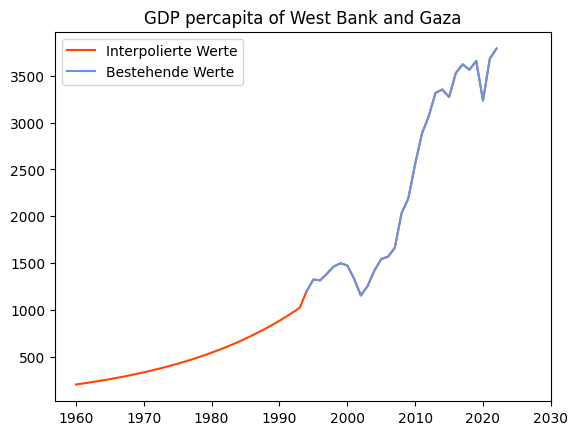 GDP percapita of West Bank and Gaza
Interpolierte Werte
Bestehende Werte
3500
3000
2500
2000
1500
1000
500
1960 1970 1980 1990 2000 2010 2020 2030